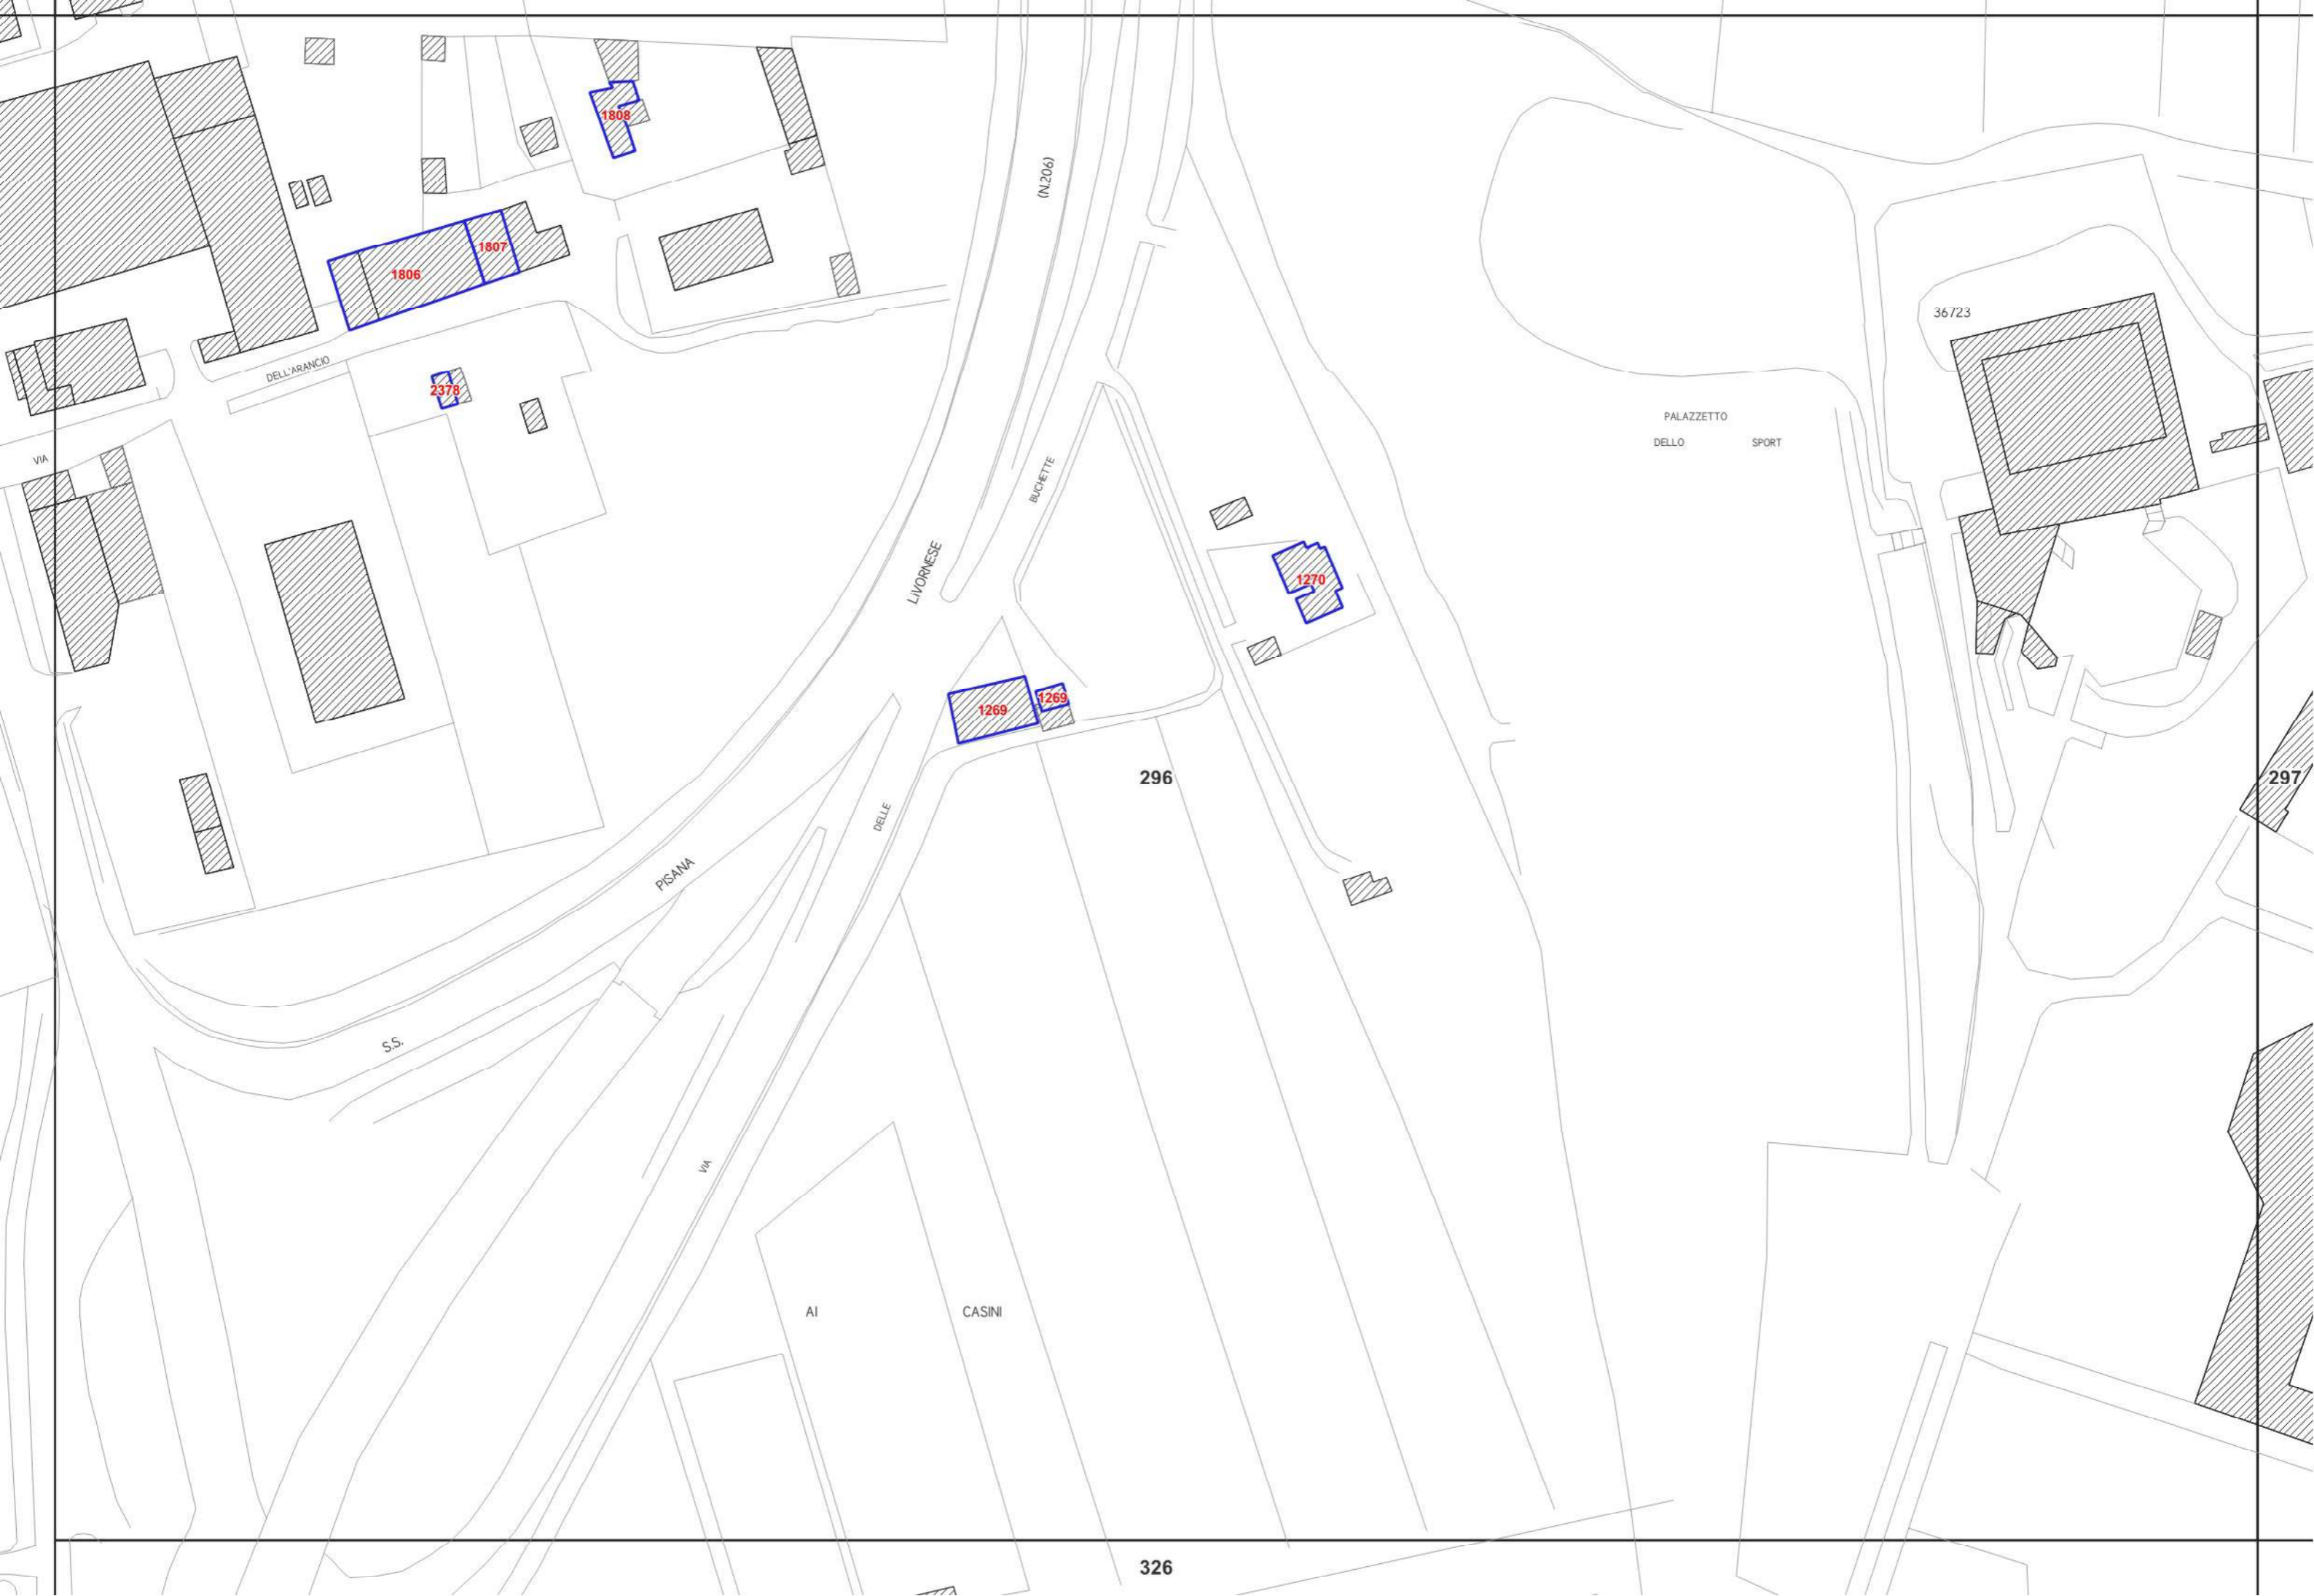 1808
(N.206)
1807
1806
36723
DELL'ARANCIO
2378
PALAZZETTO
DELLO SPORT
VIA
BUCHETTE
LIVORNESE
1270
1269
1269
296
297
DELLE
PISANA
S.S.
VIA
AI CASINI
326